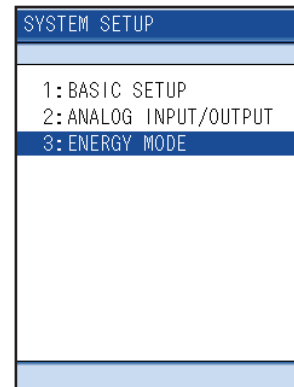 SYSTEM SETUP
1:BASIC SETUP
2:ANALOG INPUT/OUTPUT
3:ENERGY MODE